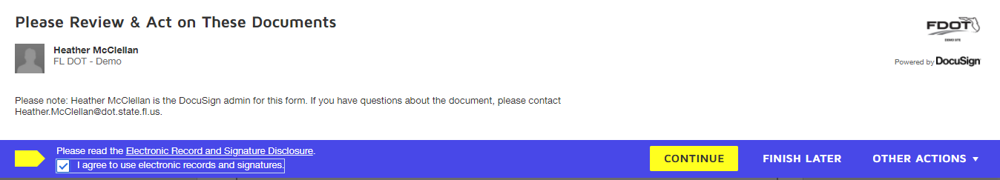 Please Review & Act on These Documents
FDOT
DEMO SITE
Heather McClellan
FL DOT - Demo
Powered by DocuSign
Please note: Heather McClellan is the DocuSign admin for this form. If you have questions about the document, please contact
Heather.McClellan@dot.state.fl.us.
Please read the Electronic Record and Signature Disclosure.
I agree to use electronic records and signatures.
CONTINUE
FINISH LATER
OTHER ACTIONS